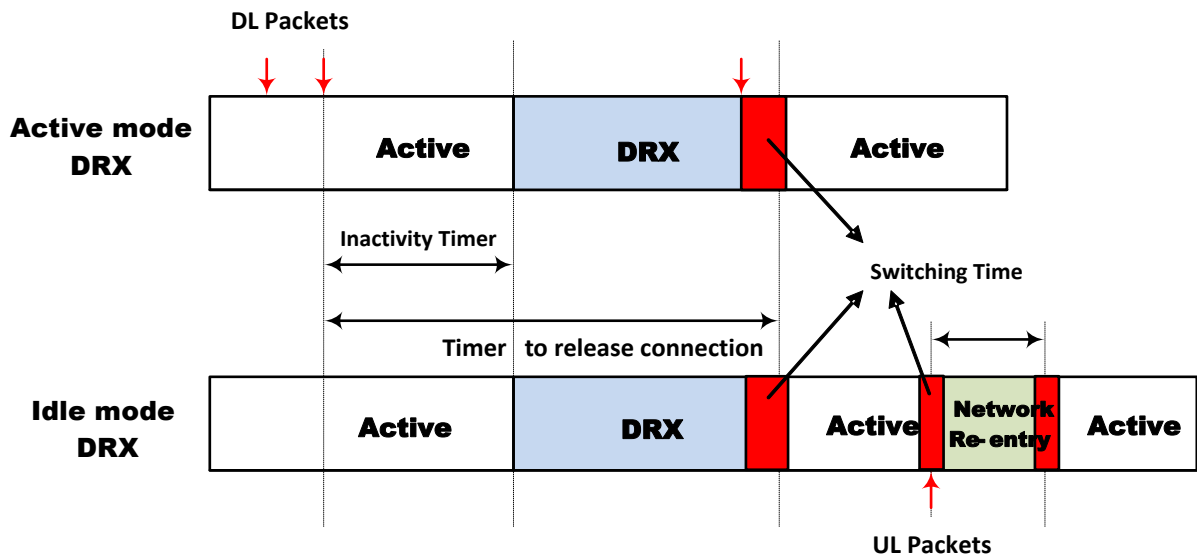 DL Packets
Active mode
DRX
Active
DRX
Active
Inactivity Timer
Switching Time
Timer to release connection
Idle mode
DRX
Active
DRX
Active
Network
Re-entry
Active
UL Packets